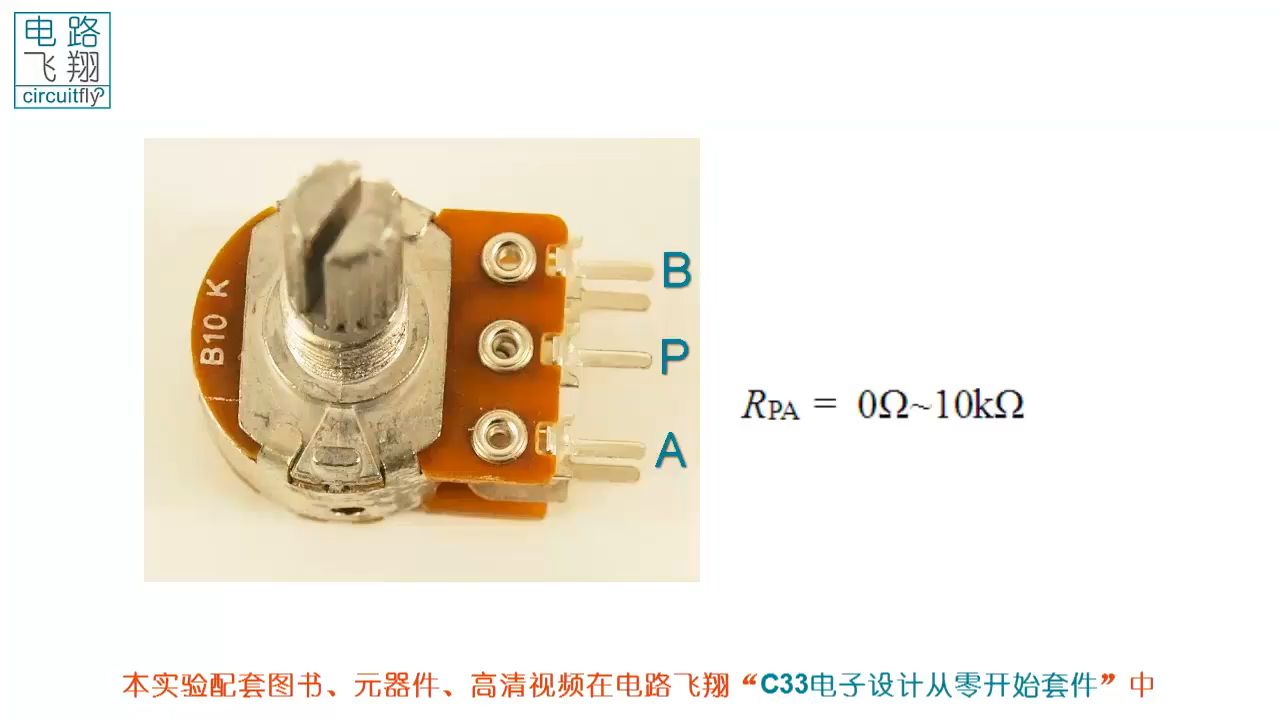 电路
飞翔
circuitfly
B10 K
B
P
A
RPA = 0Ω~10kΩ
本实验配套图书、元器件、高清视频在电路飞翔“C33电子设计从零开始套件”中